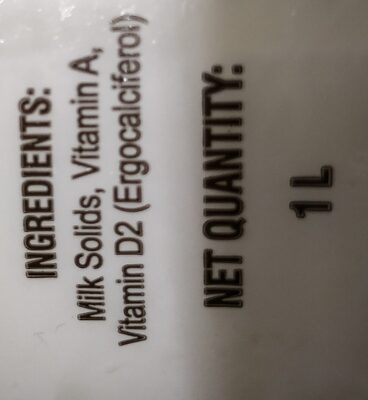 INGREDIENTS:
Milk Solids, Vitamin A,
Vitamin D2 (Ergocalciferol)
NET QUANTITY:
1 L